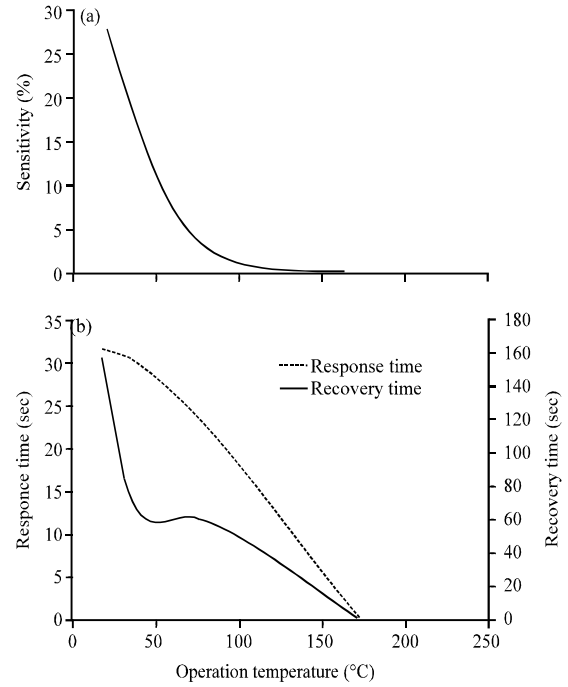 (a)
30
25
20
15
10
5
0
Sensitivity (%)
(b)
35
30
25
20
15
10
5
0
Responce time (sec)
Response time
Recovery time
180
160
140
120
100
80
60
40
20
0
Recovery time (sec)
0 50 100 150 200 250
Operation temperature (°C)